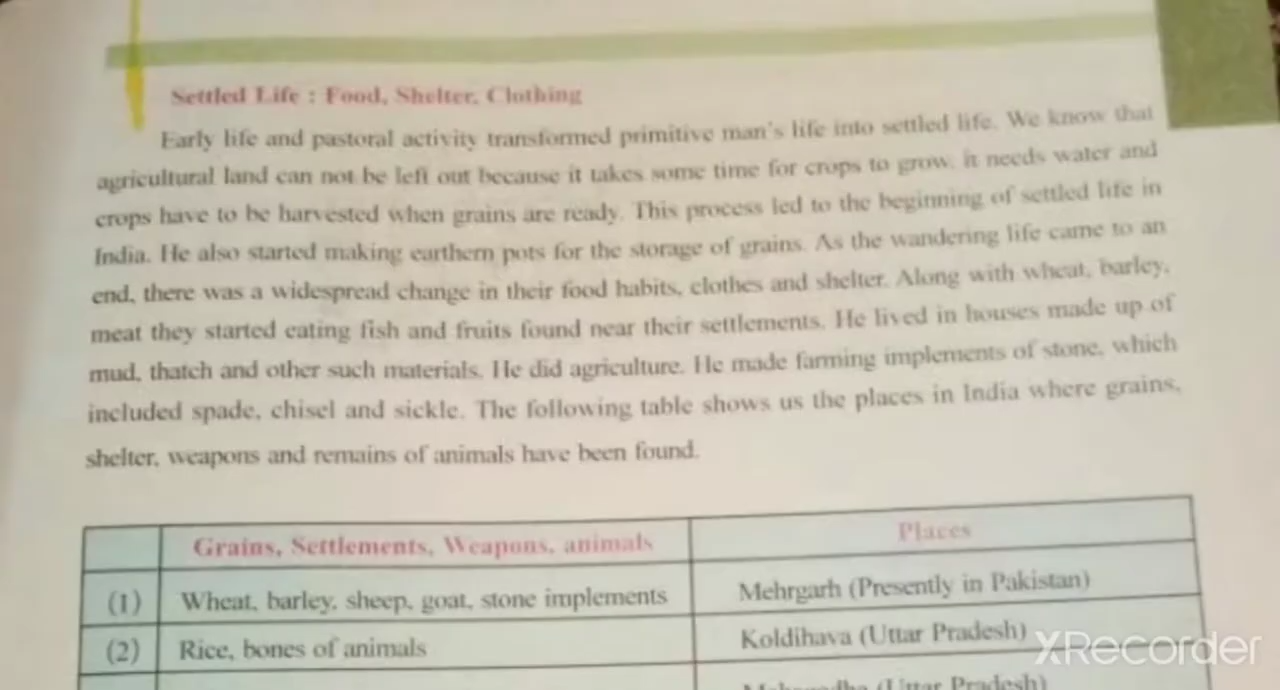 Settled Life : Food, Shelter, Clothing
Early life and pastoral activity transformed primitive man's life into settled life. We know that
agricultural land can not be left out because it takes some time for crops to grow, it needs water and
crops have to be harvested when grains are ready. This process led to the beginning of settled life in
India. He also started making earthern pots for the storage of grains. As the wandering life came to an
end, there was a widespread change in their food habits, clothes and shelter. Along with wheat, barley,
meat they started eating fish and fruits found near their settlements. He lived in houses made up of
mud, thatch and other such materials. He did agriculture. He made farming implements of stone, which
included spade, chisel and sickle. The following table shows us the places in India where grains,
shelter, weapons and remains of animals have been found.
Grains, Settlements, Weapons, animals Places
(1) Wheat, barley, sheep, goat, stone implements Mehrgarh (Presently in Pakistan)
(2) Rice, bones of animals Koldihava (Uttar Pradesh)
(Uttar Pradesh)
XRecorder